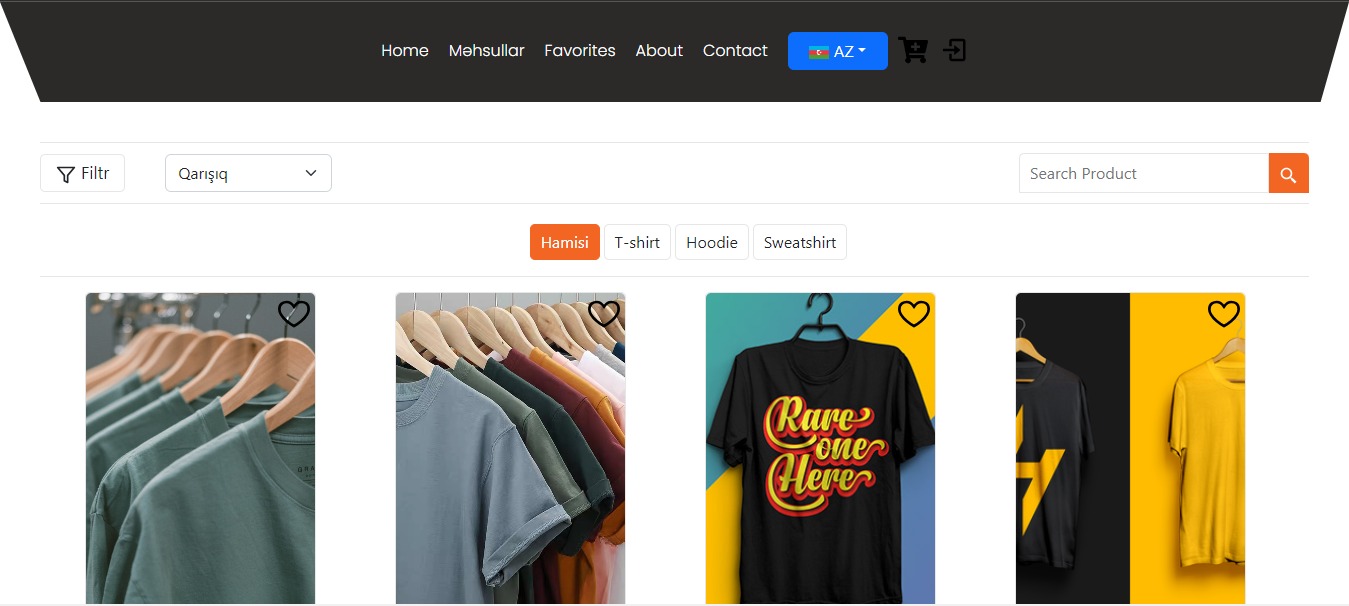 Home Məhsullar Favorites About Contact AZ
Filtr Qarışıq Search Product
Hamisi T-shirt Hoodie Sweatshirt
Rare
one
Here